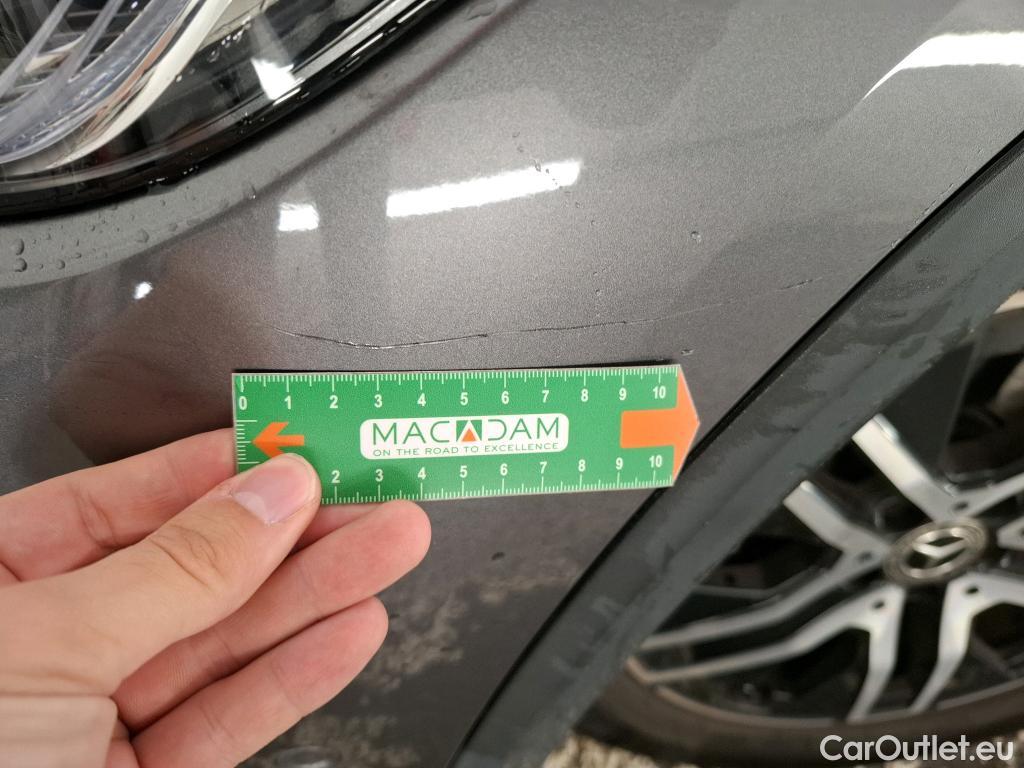 0 1 2 3 4 5 6 7 8 9 10
MACADAM
ON THE ROAD TO EXCELLENCE
2 3 4 5 6 7 8 9 10
CarOutlet.eu